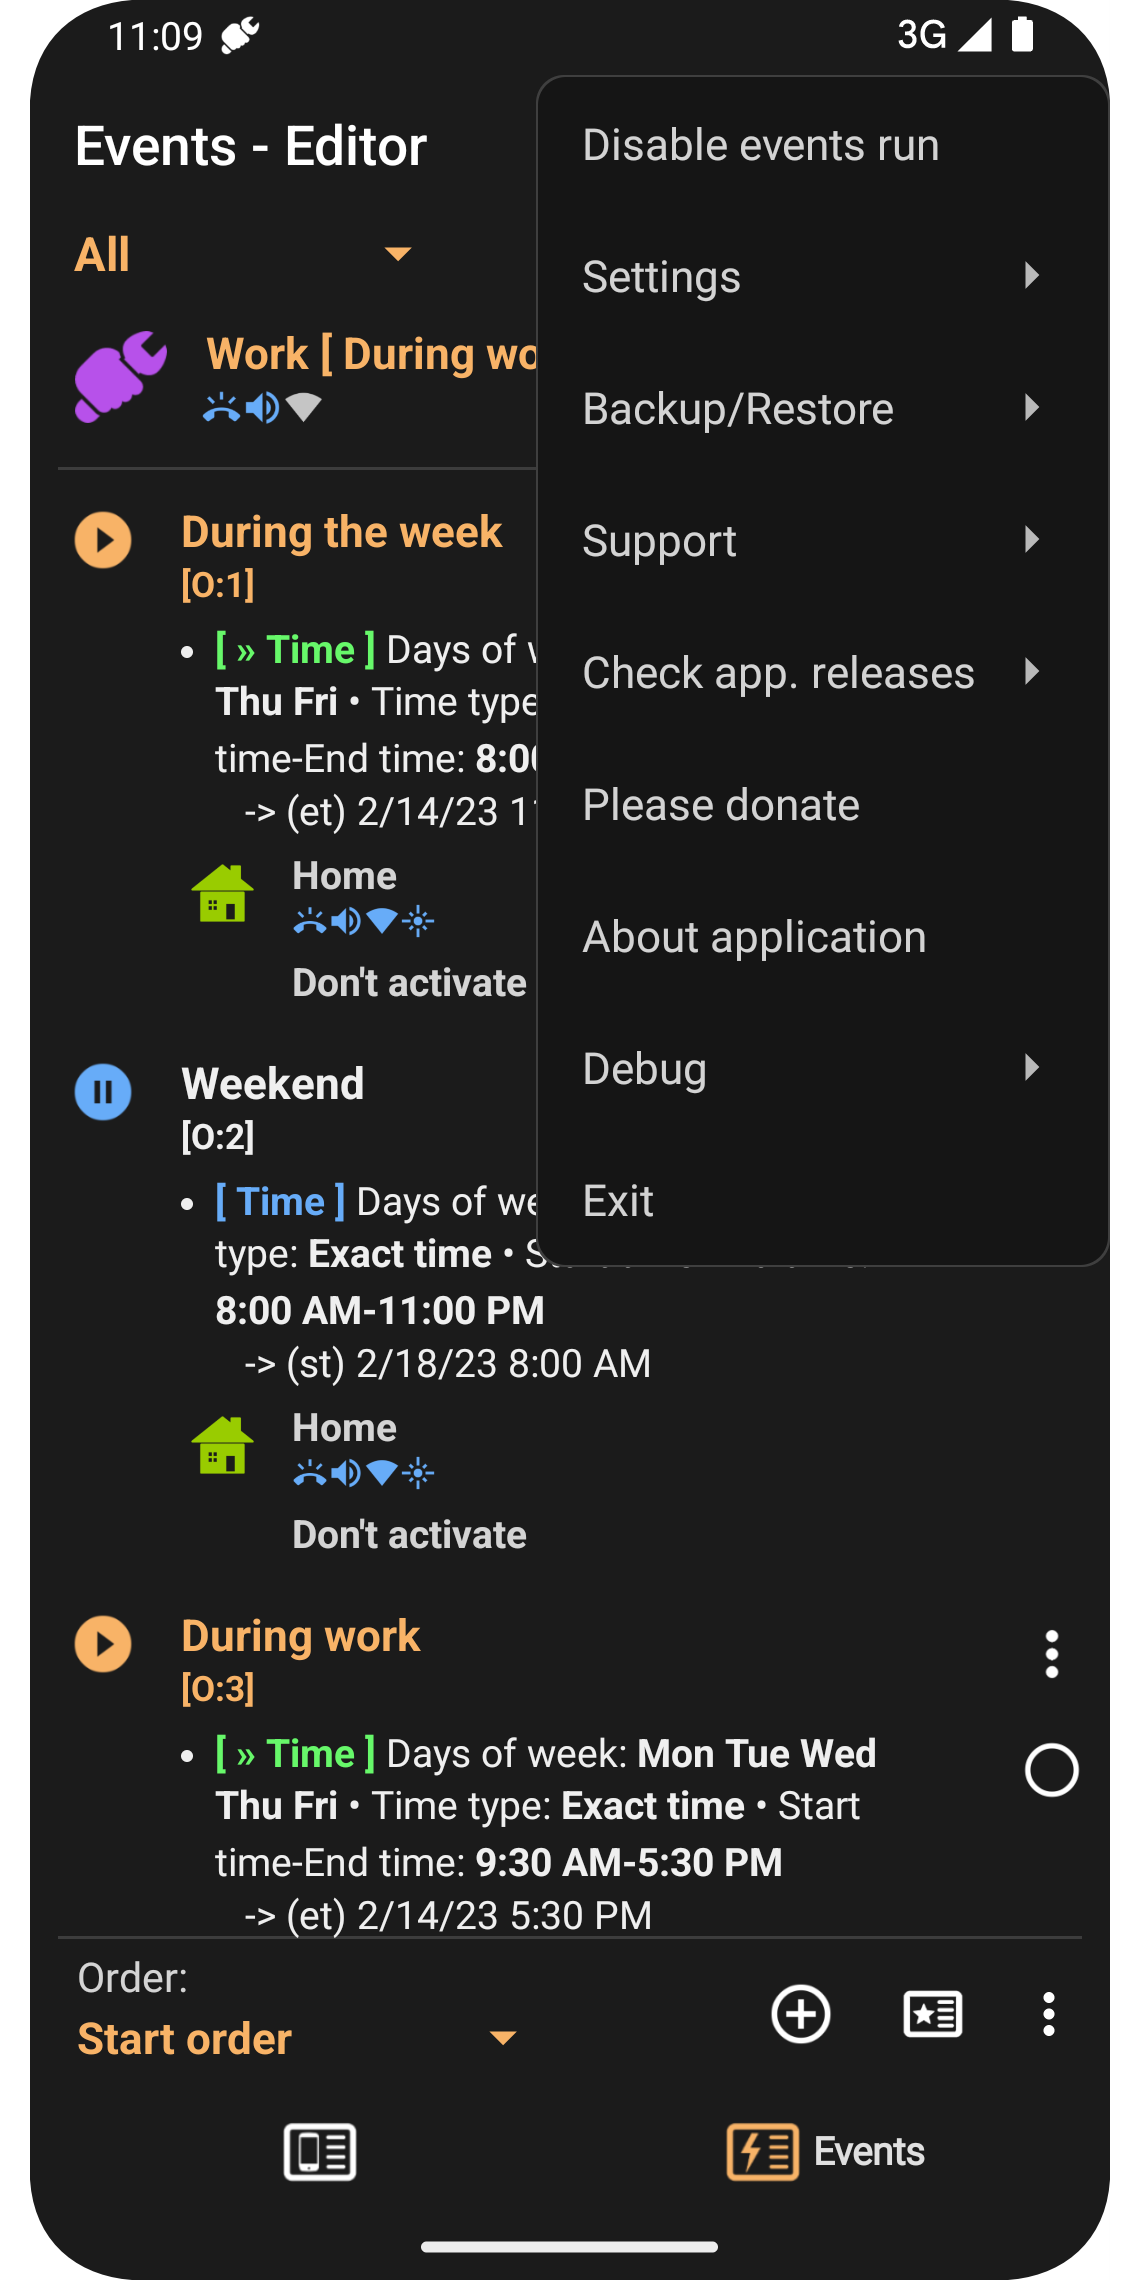 11:09
3G
Events - Editor
All
Work [ During wo
During the week
[O:1]
[ » Time ] Days of
Thu Fri • Time type
time-End time: 8:0
-> (et) 2/14/23 1
Home
Don't activate
Weekend
[O:2]
[ Time ] Days of we
type: Exact time •
8:00 AM-11:00 PM
-> (st) 2/18/23 8:00 AM
Home
Don't activate
During work
[O:3]
[ » Time ] Days of week: Mon Tue Wed
Thu Fri • Time type: Exact time • Start
time-End time: 9:30 AM-5:30 PM
-> (et) 2/14/23 5:30 PM
Order:
Start order
Events
Disable events run
Settings
Backup/Restore
Support
Check app. releases
Please donate
About application
Debug
Exit